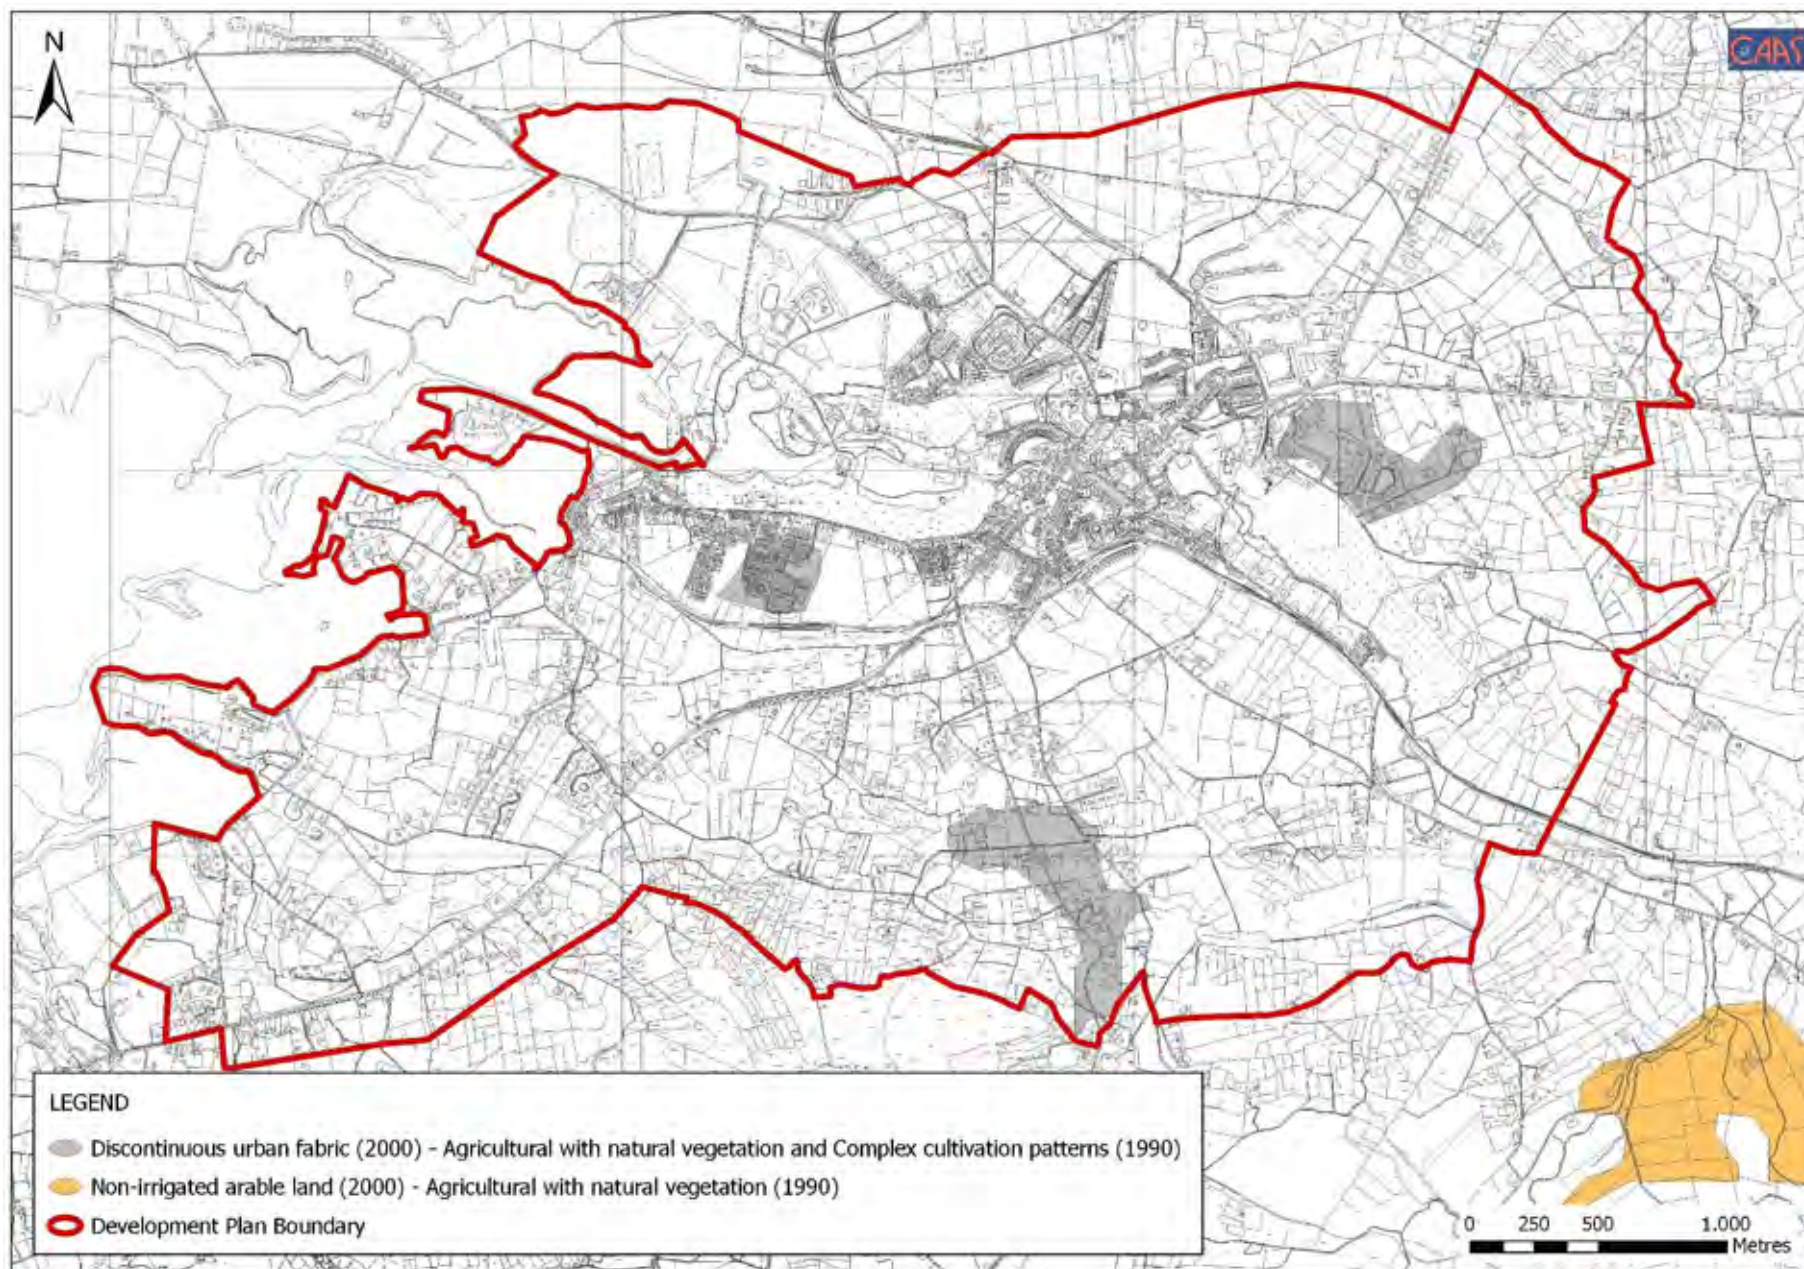 N
CAAS
LEGEND
Discontinuous urban fabric (2000) - Agricultural with natural vegetation and Complex cultivation patterns (1990)
Non-irrigated arable land (2000) - Agricultural with natural vegetation (1990)
Development Plan Boundary
0 250 500 1.000
Metres